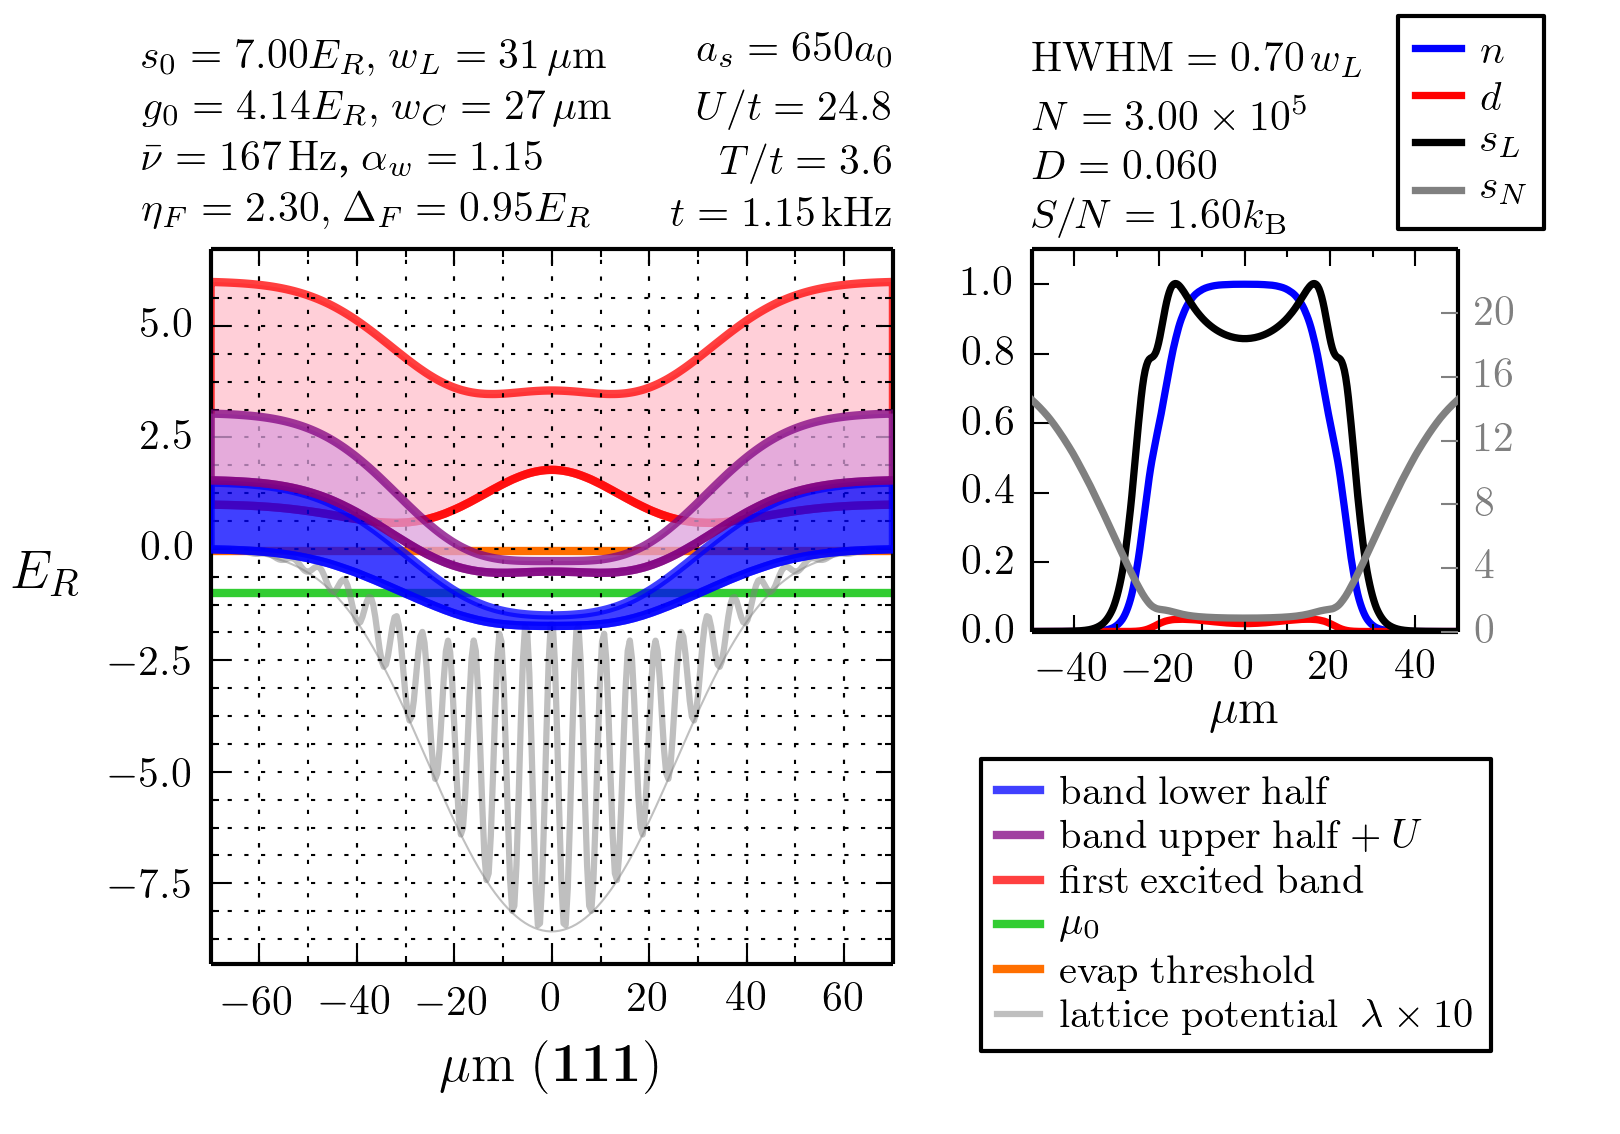 s₀ = 7.00E_R, w_L = 31 μm
g₀ = 4.14E_R, w_C = 27 μm
ν̄ = 167 Hz, α_w = 1.15
η_F = 2.30, Δ_F = 0.95E_R
a_s = 650a₀
U/t = 24.8
T/t = 3.6
t = 1.15 kHz
HWHM = 0.70 w_L
N = 3.00 × 10⁵
D = 0.060
S/N = 1.60k_B
n
d
s_L
s_N
5.0
2.5
0.0
−2.5
−5.0
−7.5
E_R
−60 −40 −20 0 20 40 60
μm (111)
1.0
0.8
0.6
0.4
0.2
0.0
20
16
12
8
4
0
−40 −20 0 20 40
μm
band lower half
band upper half + U
first excited band
μ₀
evap threshold
lattice potential λ × 10